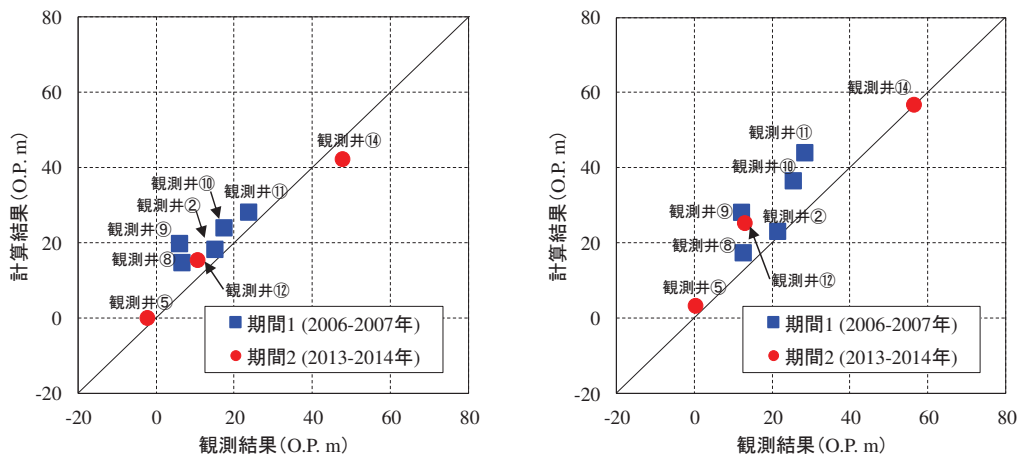 80
60
40
20
0
-20
-20
0
20
40
60
80
計算結果(O.P. m)
観測結果(O.P. m)
観測井⑭
観測井⑩
観測井⑪
観測井②
観測井⑨
観測井⑧
観測井⑫
観測井⑤
期間1 (2006-2007年)
期間2 (2013-2014年)
80
60
40
20
0
-20
-20
0
20
40
60
80
計算結果(O.P. m)
観測結果(O.P. m)
観測井⑭
観測井⑪
観測井⑩
観測井⑨
観測井②
観測井⑧
観測井⑫
観測井⑤
期間1 (2006-2007年)
期間2 (2013-2014年)